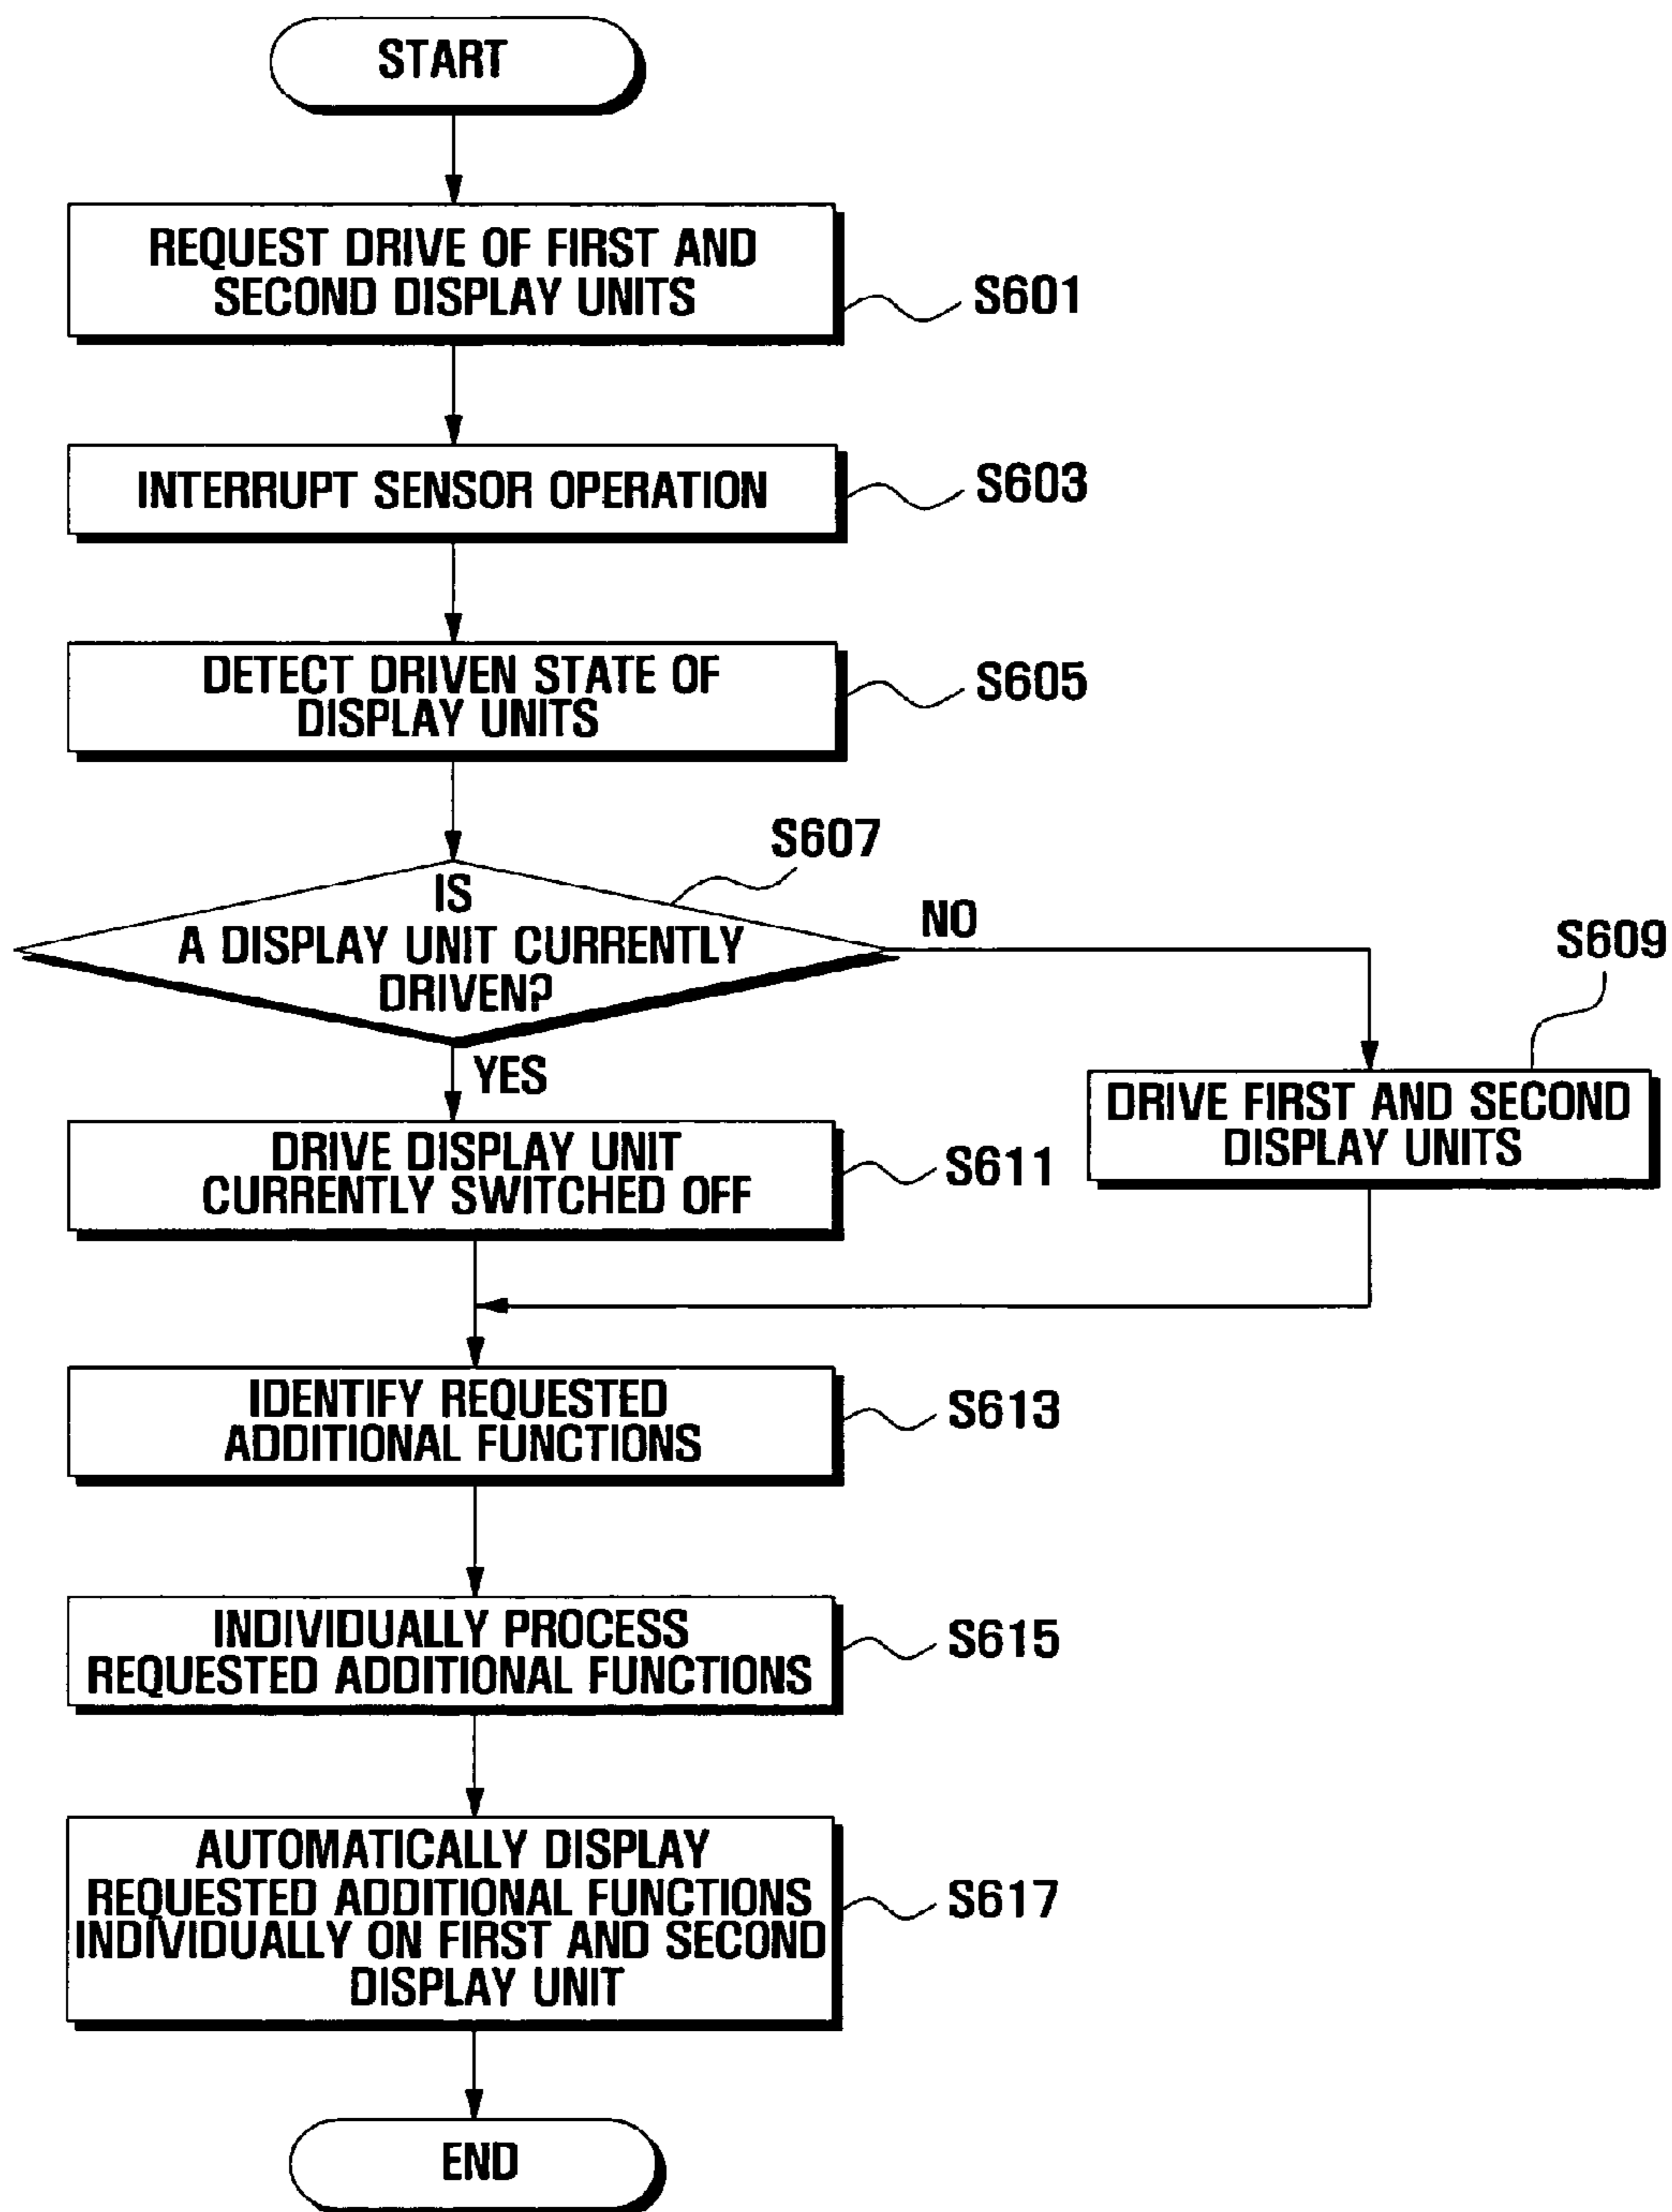 START
REQUEST DRIVE OF FIRST AND
SECOND DISPLAY UNITS
S601
INTERRUPT SENSOR OPERATION
S603
DETECT DRIVEN STATE OF
DISPLAY UNITS
S605
S607
IS
A DISPLAY UNIT CURRENTLY
DRIVEN?
NO
S609
YES
DRIVE FIRST AND SECOND
DISPLAY UNITS
DRIVE DISPLAY UNIT
CURRENTLY SWITCHED OFF
S611
IDENTIFY REQUESTED
ADDITIONAL FUNCTIONS
S613
INDIVIDUALLY PROCESS
REQUESTED ADDITIONAL FUNCTIONS
S615
AUTOMATICALLY DISPLAY
REQUESTED ADDITIONAL FUNCTIONS
INDIVIDUALLY ON FIRST AND SECOND
DISPLAY UNIT
S617
END